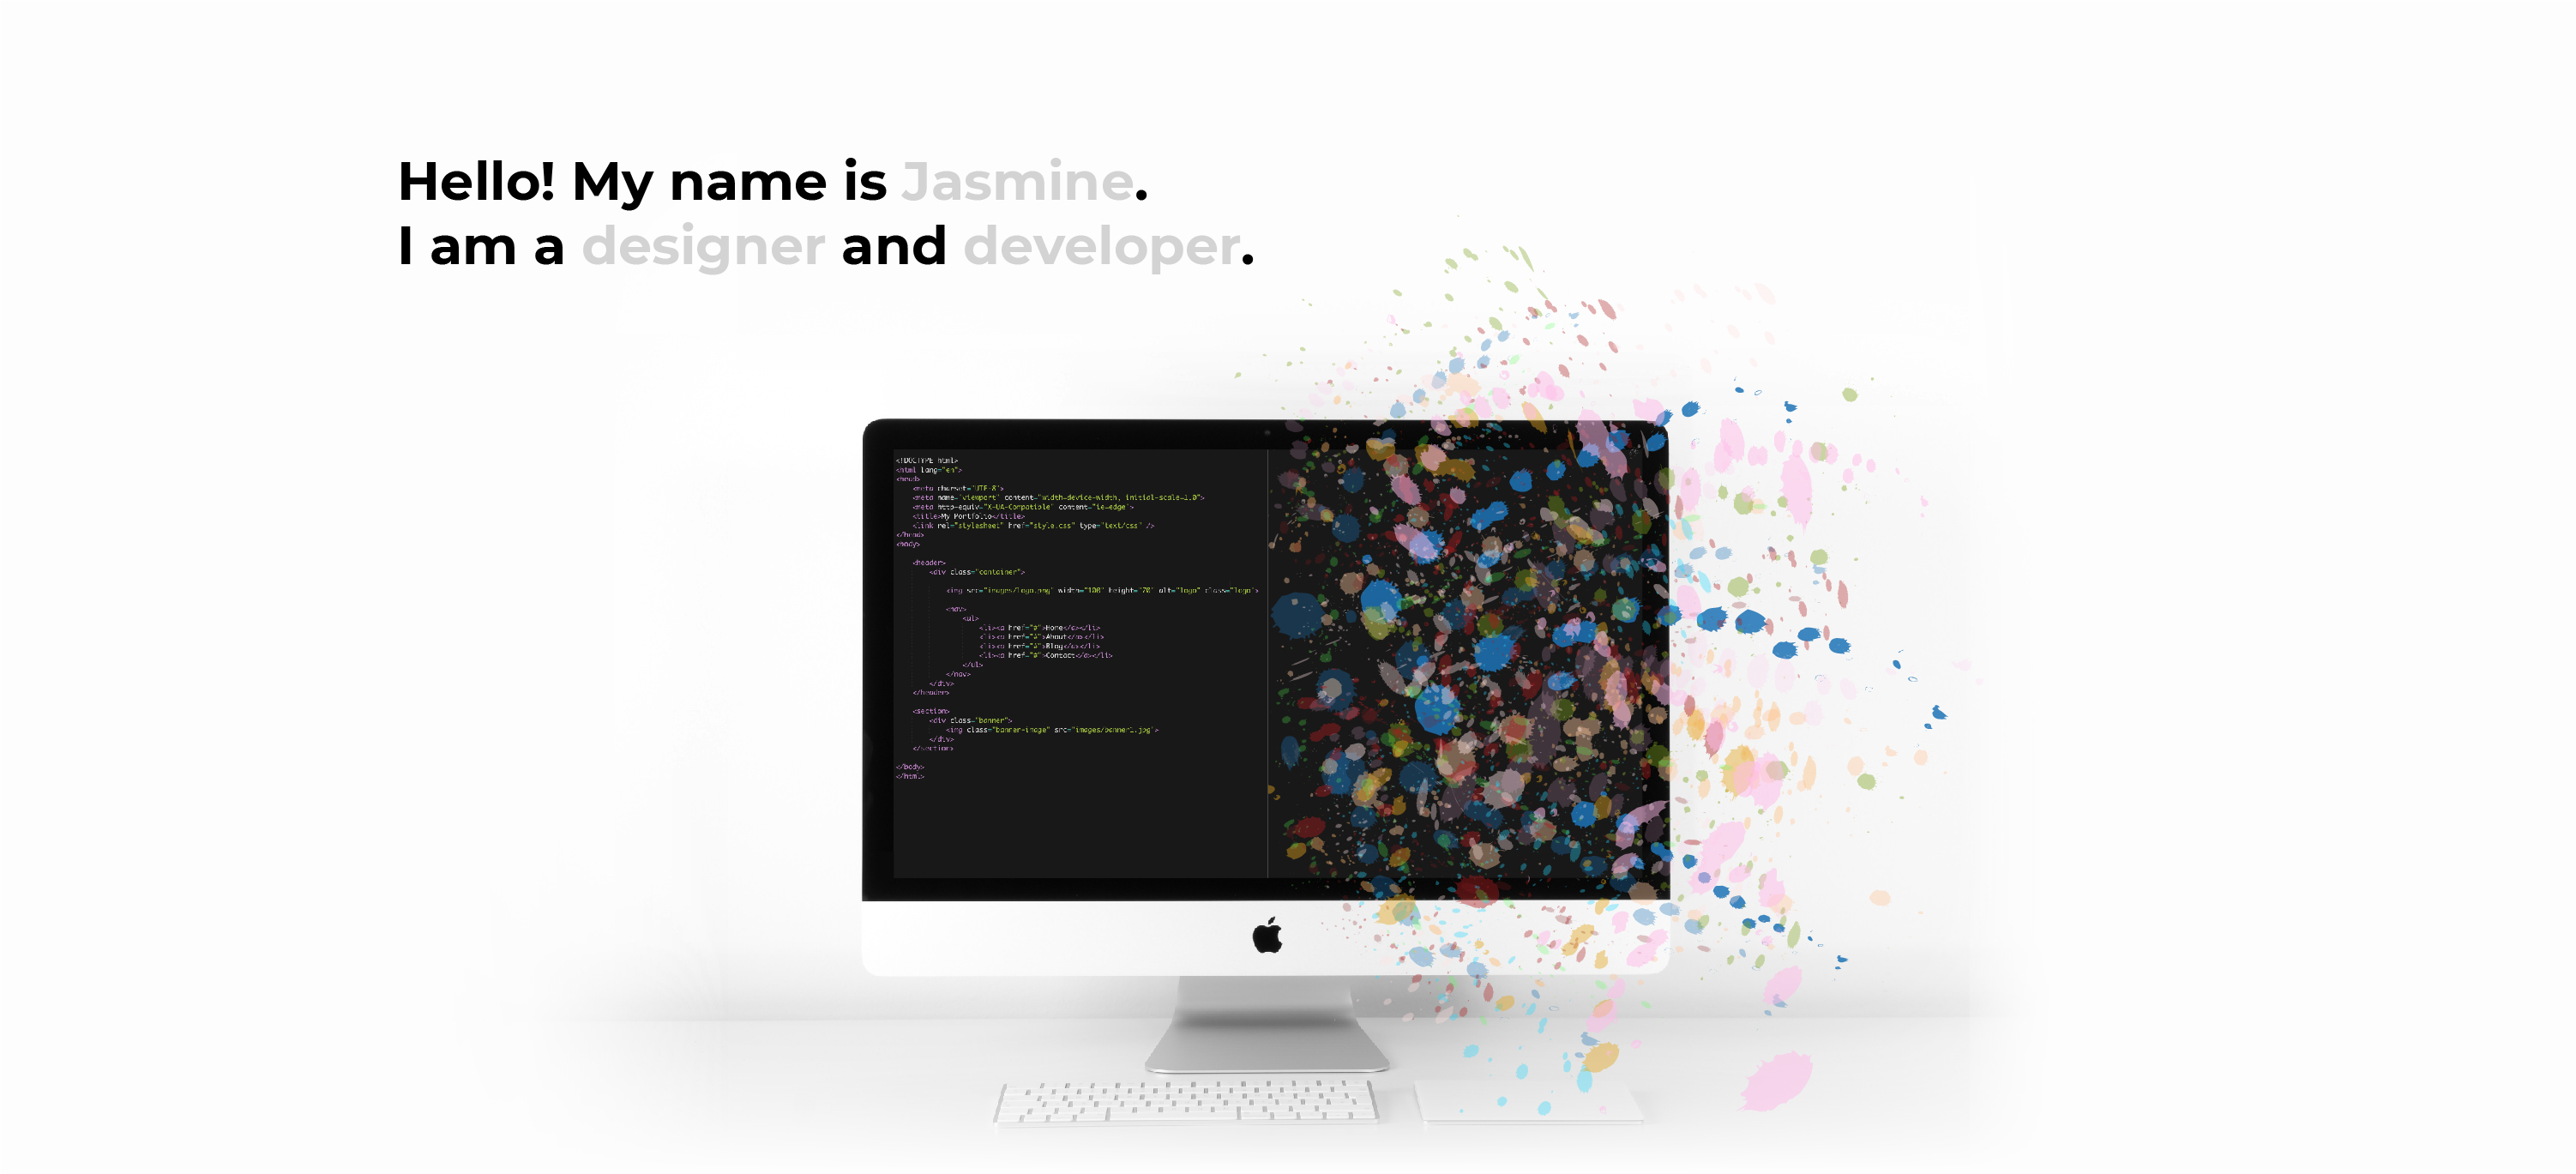 Hello! My name is Jasmine.
I am a designer and developer.
<!DOCTYPE html>
<html lang="en">
<head>
<meta charset="UTF-8">
<meta name="viewport" content="width=device-width, initial-scale=1.0">
<meta http-equiv="X-UA-Compatible" content="ie=edge">
<title>My Portfolio</title>
<link rel="stylesheet" href="style.css" type="text/css" />
</head>
<body>
<header>
<div class="container">
<img src="images/logo.png" width="100" height="70" alt="logo" class="logo">
<nav>
<ul>
<li><a href="#">Home</a></li>
<li><a href="#">About</a></li>
<li><a href="#">Blog</a></li>
<li><a href="#">Contact</a></li>
</ul>
</nav>
</div>
</header>
<section>
<div class="banner">
<img class="banner-image" src="images/banner1.jpg">
</div>
</section>
</body>
</html>